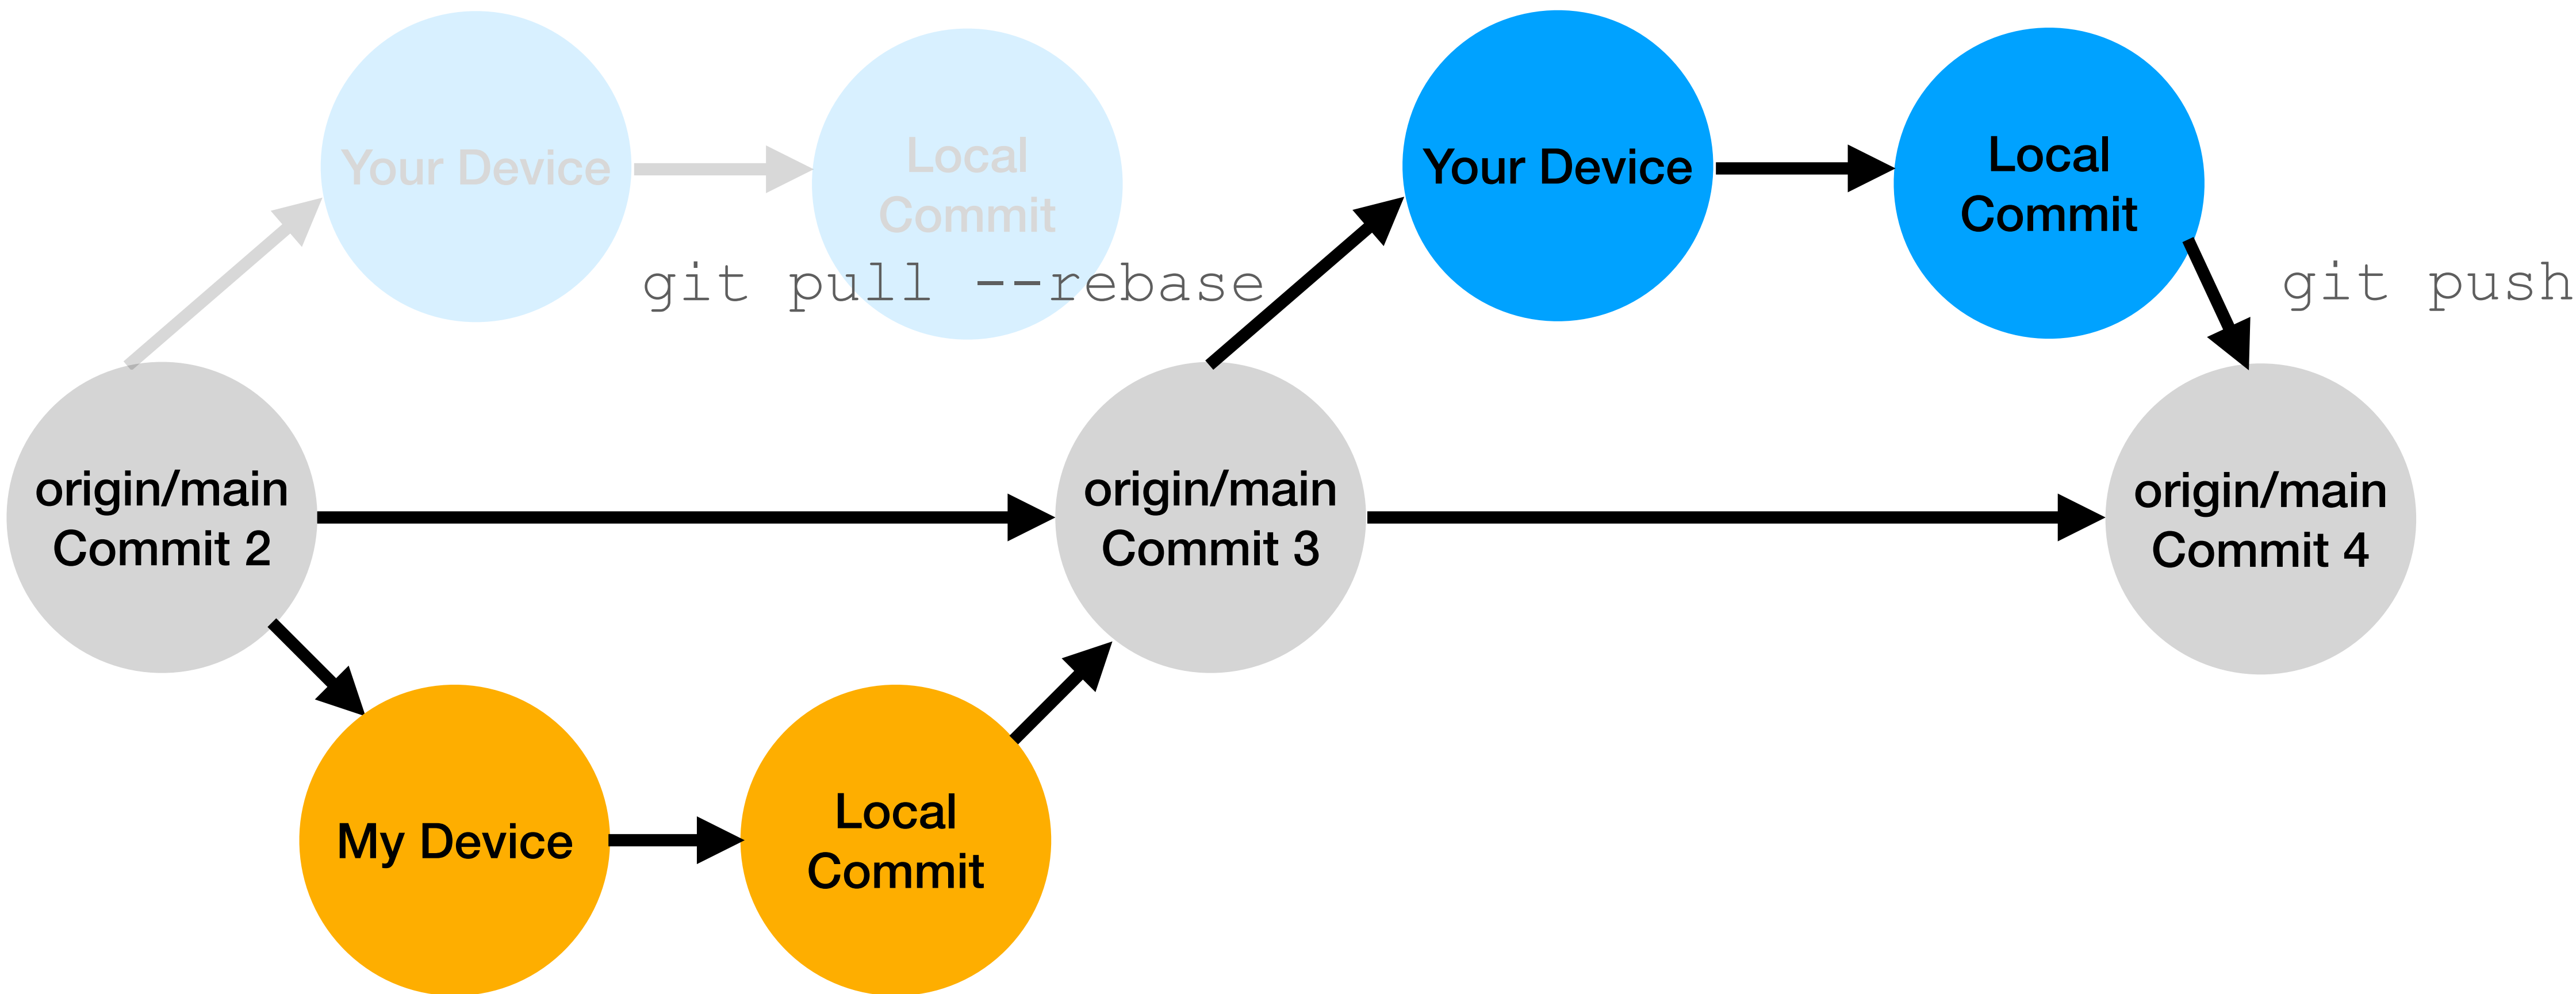 Your Device
Local
Commit
git pull --rebase
Your Device
Local
Commit
git push
origin/main
Commit 2
origin/main
Commit 3
origin/main
Commit 4
My Device
Local
Commit